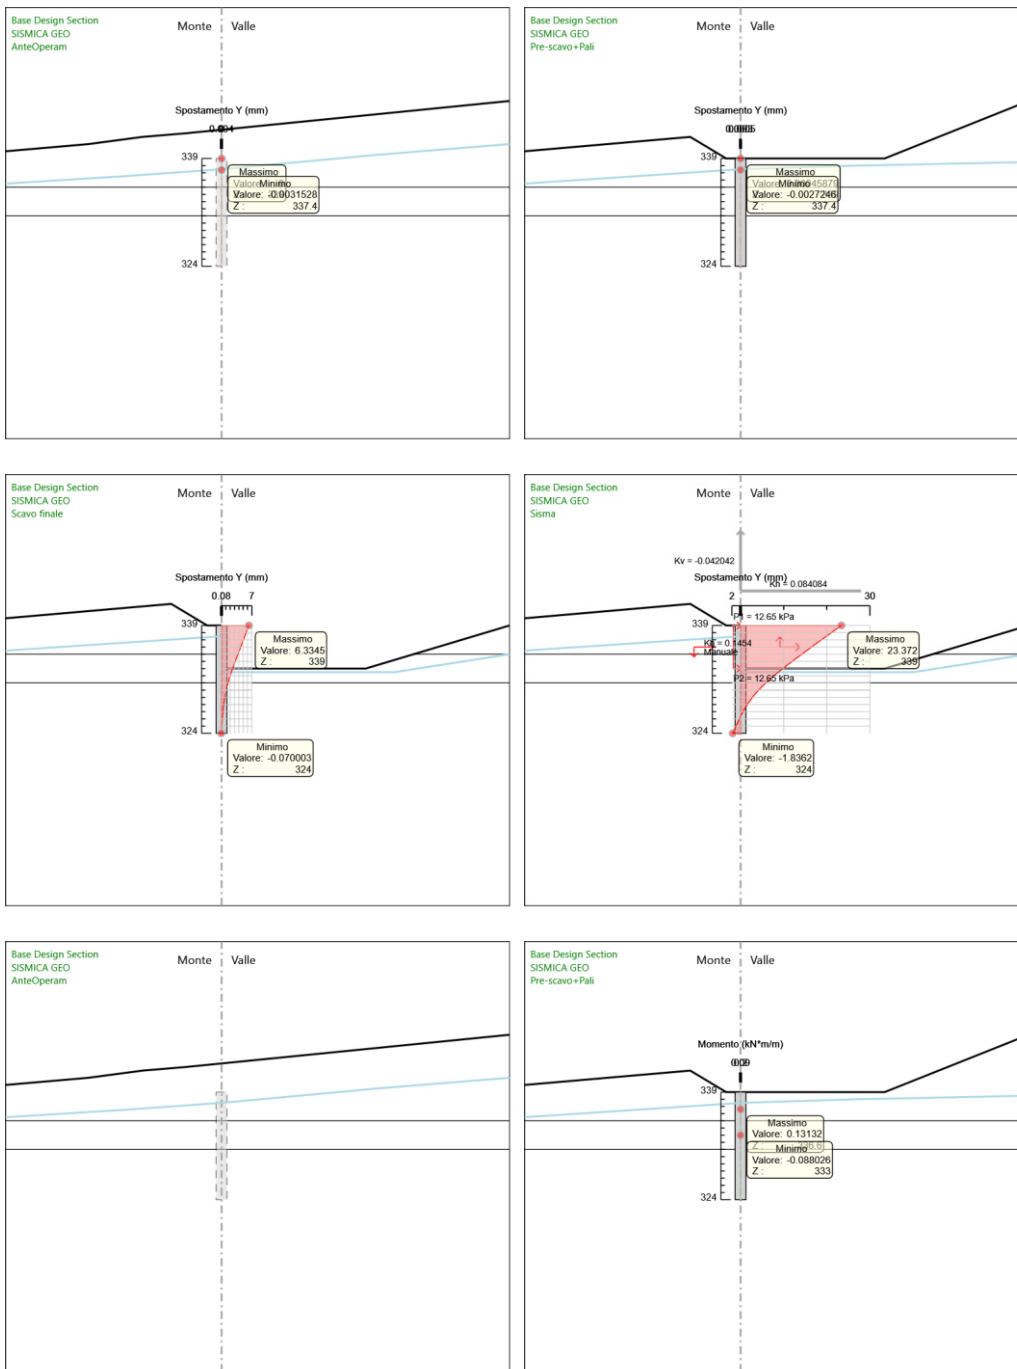 Base Design Section
SISMICA GEO
AnteOperam
Monte Valle
Spostamento Y (mm)
339
Massimo
Minimo
Valore: -0.0031528
Z : 337.4
324
Base Design Section
SISMICA GEO
Pre-scavo+Pali
Monte Valle
Spostamento Y (mm)
339
Massimo
Minimo
Valore: -0.0027246
Z : 337.4
324
Base Design Section
SISMICA GEO
Scavo finale
Monte Valle
Spostamento Y (mm)
0.08 7
339
Massimo
Valore: 6.3345
Z : 339
324
Minimo
Valore: -0.070003
Z : 324
Base Design Section
SISMICA GEO
Sisma
Monte Valle
Kv = -0.042042
Spostamento Y (mm)
Kh = 0.084084
2 30
P1 = 12.65 kPa
339
Manuale
Massimo
Valore: 23.372
Z : 339
P2 = 12.65 kPa
324
Minimo
Valore: -1.8362
Z : 324
Base Design Section
SISMICA GEO
AnteOperam
Monte Valle
Base Design Section
SISMICA GEO
Pre-scavo+Pali
Monte Valle
Momento (kN*m/m)
339
Massimo
Valore: 0.13132
Z : 336.6
Minimo
Valore: -0.088026
Z : 333
324